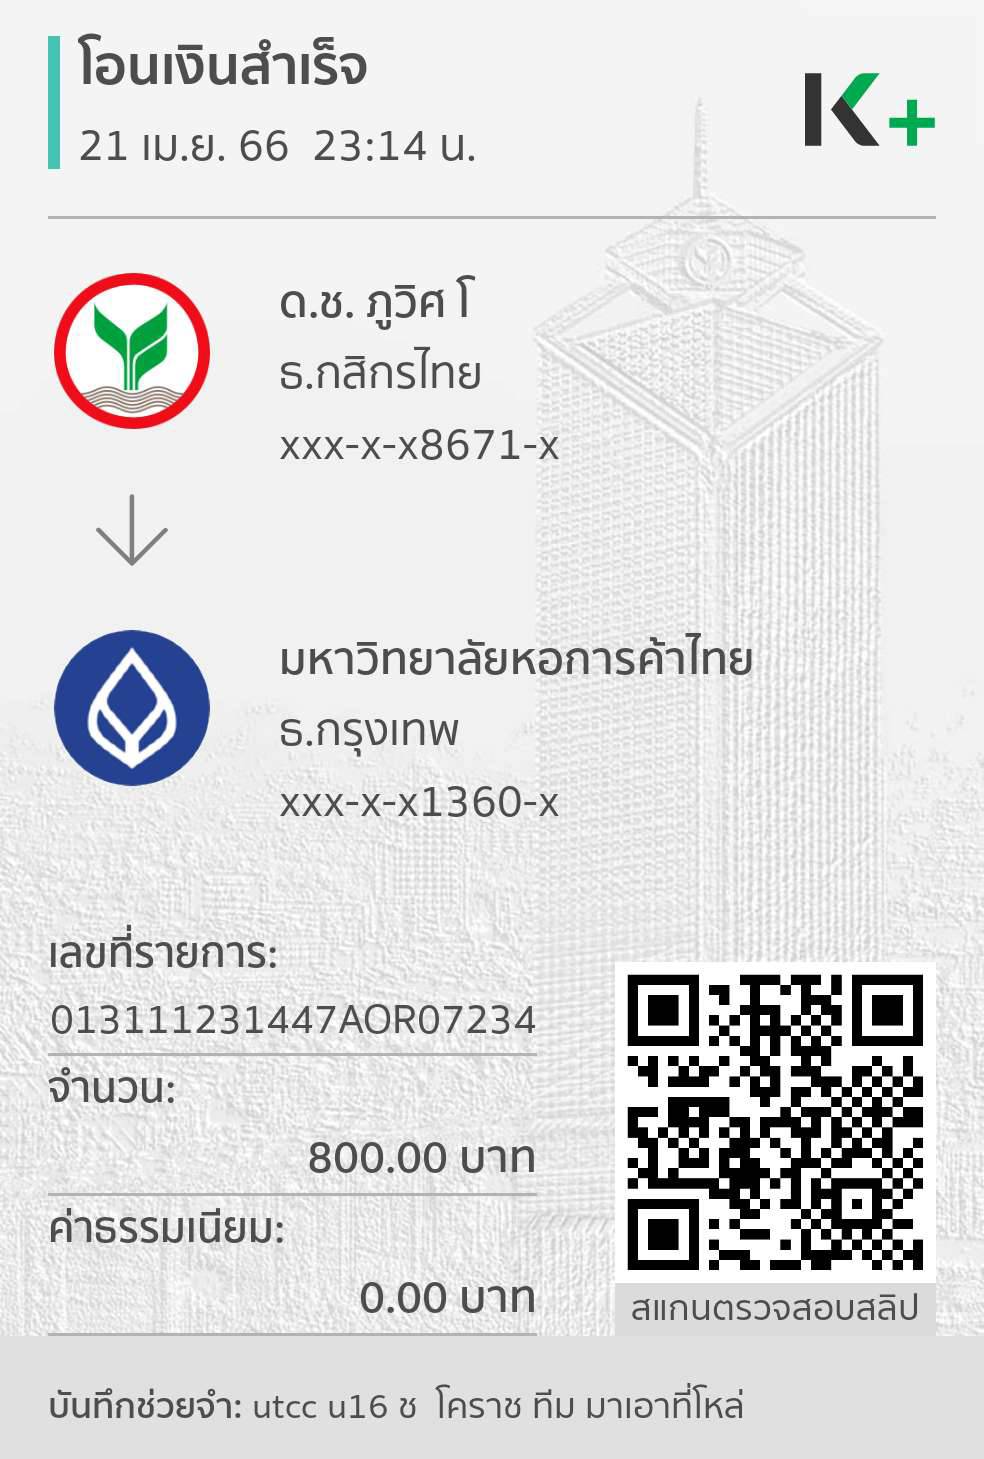 โอนเงินสำเร็จ
21 เม.ย. 66  23:14 น.
K+
ด.ช. ภูวิศ โ
ธ.กสิกรไทย
xxx-x-x8671-x
มหาวิทยาลัยหอการค้าไทย
ธ.กรุงเทพ
xxx-x-x1360-x
เลขที่รายการ:
013111231447AOR07234
จำนวน:
800.00 บาท
ค่าธรรมเนียม:
0.00 บาท
สแกนตรวจสอบสลิป
บันทึกช่วยจำ: utcc u16 ช  โคราช ทีม มาเอาที่โหล่